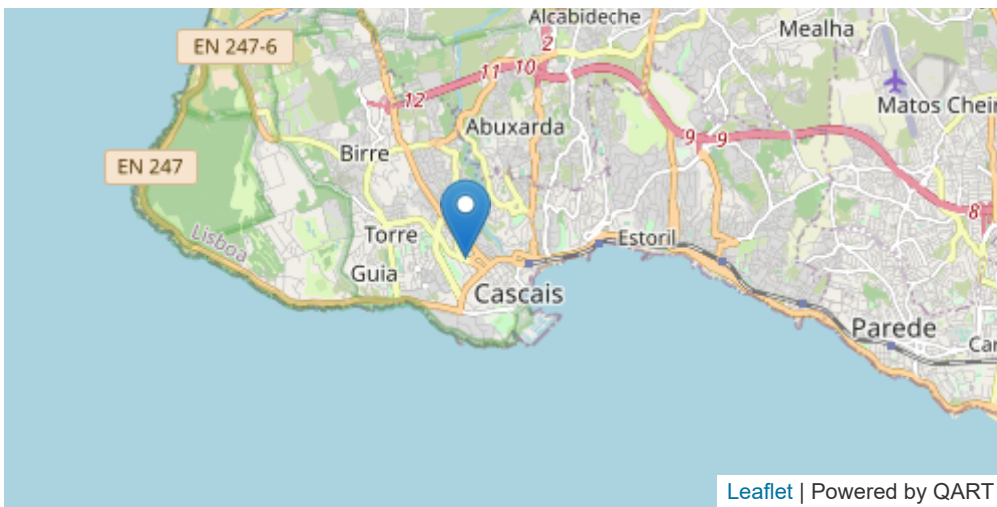 Alcabideche
Mealha
EN 247-6
2
11
10
12
Matos Chei
Abuxarda
9
9
Birre
EN 247
8
Lisboa
Torre
Estoril
Guia
Cascais
Parede
Car
Leaflet | Powered by QART